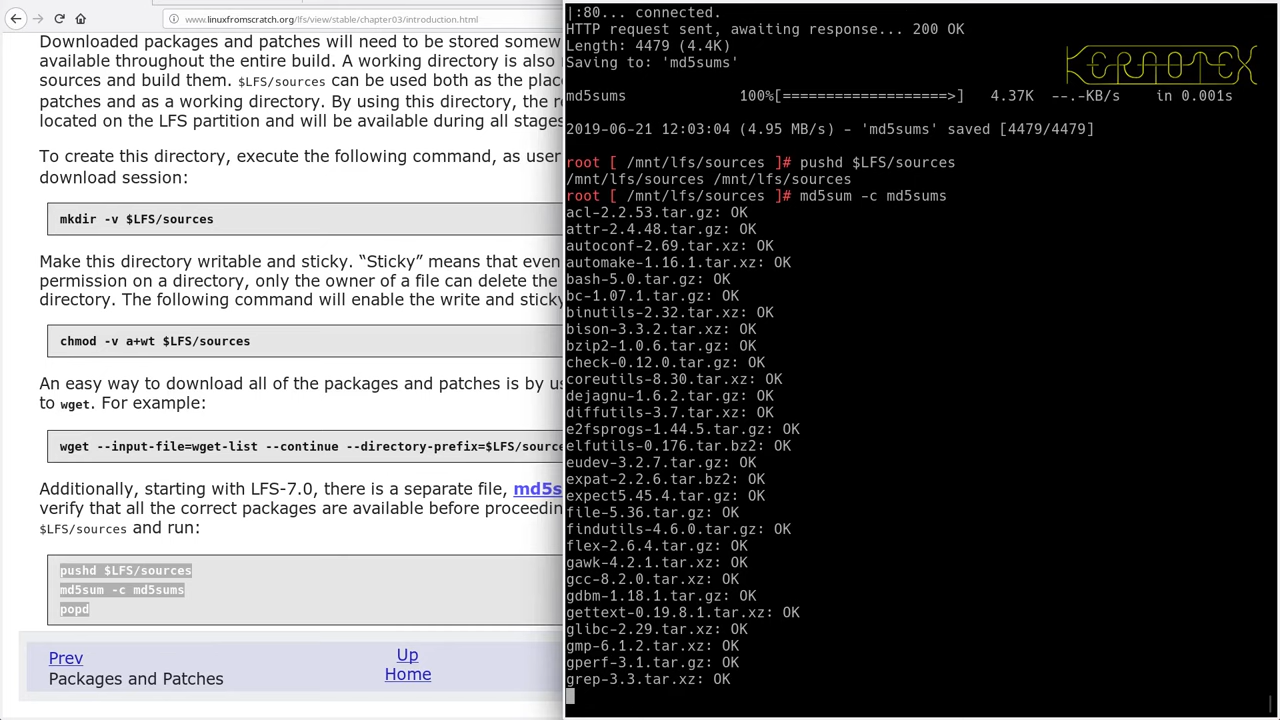 www.linuxfromscratch.org/lfs/view/stable/chapter03/introduction.html
Downloaded packages and patches will need to be stored somew
available throughout the entire build. A working directory is also
sources and build them. $LFS/sources can be used both as the plac
patches and as a working directory. By using this directory, the r
located on the LFS partition and will be available during all stages
To create this directory, execute the following command, as user
download session:
mkdir -v $LFS/sources
Make this directory writable and sticky. “Sticky” means that even
permission on a directory, only the owner of a file can delete the
directory. The following command will enable the write and sticky
chmod -v a+wt $LFS/sources
An easy way to download all of the packages and patches is by us
to wget. For example:
wget --input-file=wget-list --continue --directory-prefix=$LFS/source
Additionally, starting with LFS-7.0, there is a separate file, md5s
verify that all the correct packages are available before proceedin
$LFS/sources and run:
pushd $LFS/sources
md5sum -c md5sums
popd
Prev
Packages and Patches
Up
Home
|:80... connected.
HTTP request sent, awaiting response... 200 OK
Length: 4479 (4.4K)
Saving to: 'md5sums'
KERNOTEX
md5sums 100%[===================>] 4.37K --.-KB/s in 0.001s
2019-06-21 12:03:04 (4.95 MB/s) - 'md5sums' saved [4479/4479]
root [ /mnt/lfs/sources ]# pushd $LFS/sources
/mnt/lfs/sources /mnt/lfs/sources
root [ /mnt/lfs/sources ]# md5sum -c md5sums
acl-2.2.53.tar.gz: OK
attr-2.4.48.tar.gz: OK
autoconf-2.69.tar.xz: OK
automake-1.16.1.tar.xz: OK
bash-5.0.tar.gz: OK
bc-1.07.1.tar.gz: OK
binutils-2.32.tar.xz: OK
bison-3.3.2.tar.xz: OK
bzip2-1.0.6.tar.gz: OK
check-0.12.0.tar.gz: OK
coreutils-8.30.tar.xz: OK
dejagnu-1.6.2.tar.gz: OK
diffutils-3.7.tar.xz: OK
e2fsprogs-1.44.5.tar.gz: OK
elfutils-0.176.tar.bz2: OK
eudev-3.2.7.tar.gz: OK
expat-2.2.6.tar.bz2: OK
expect5.45.4.tar.gz: OK
file-5.36.tar.gz: OK
findutils-4.6.0.tar.gz: OK
flex-2.6.4.tar.gz: OK
gawk-4.2.1.tar.xz: OK
gcc-8.2.0.tar.xz: OK
gdbm-1.18.1.tar.gz: OK
gettext-0.19.8.1.tar.xz: OK
glibc-2.29.tar.xz: OK
gmp-6.1.2.tar.xz: OK
gperf-3.1.tar.gz: OK
grep-3.3.tar.xz: OK